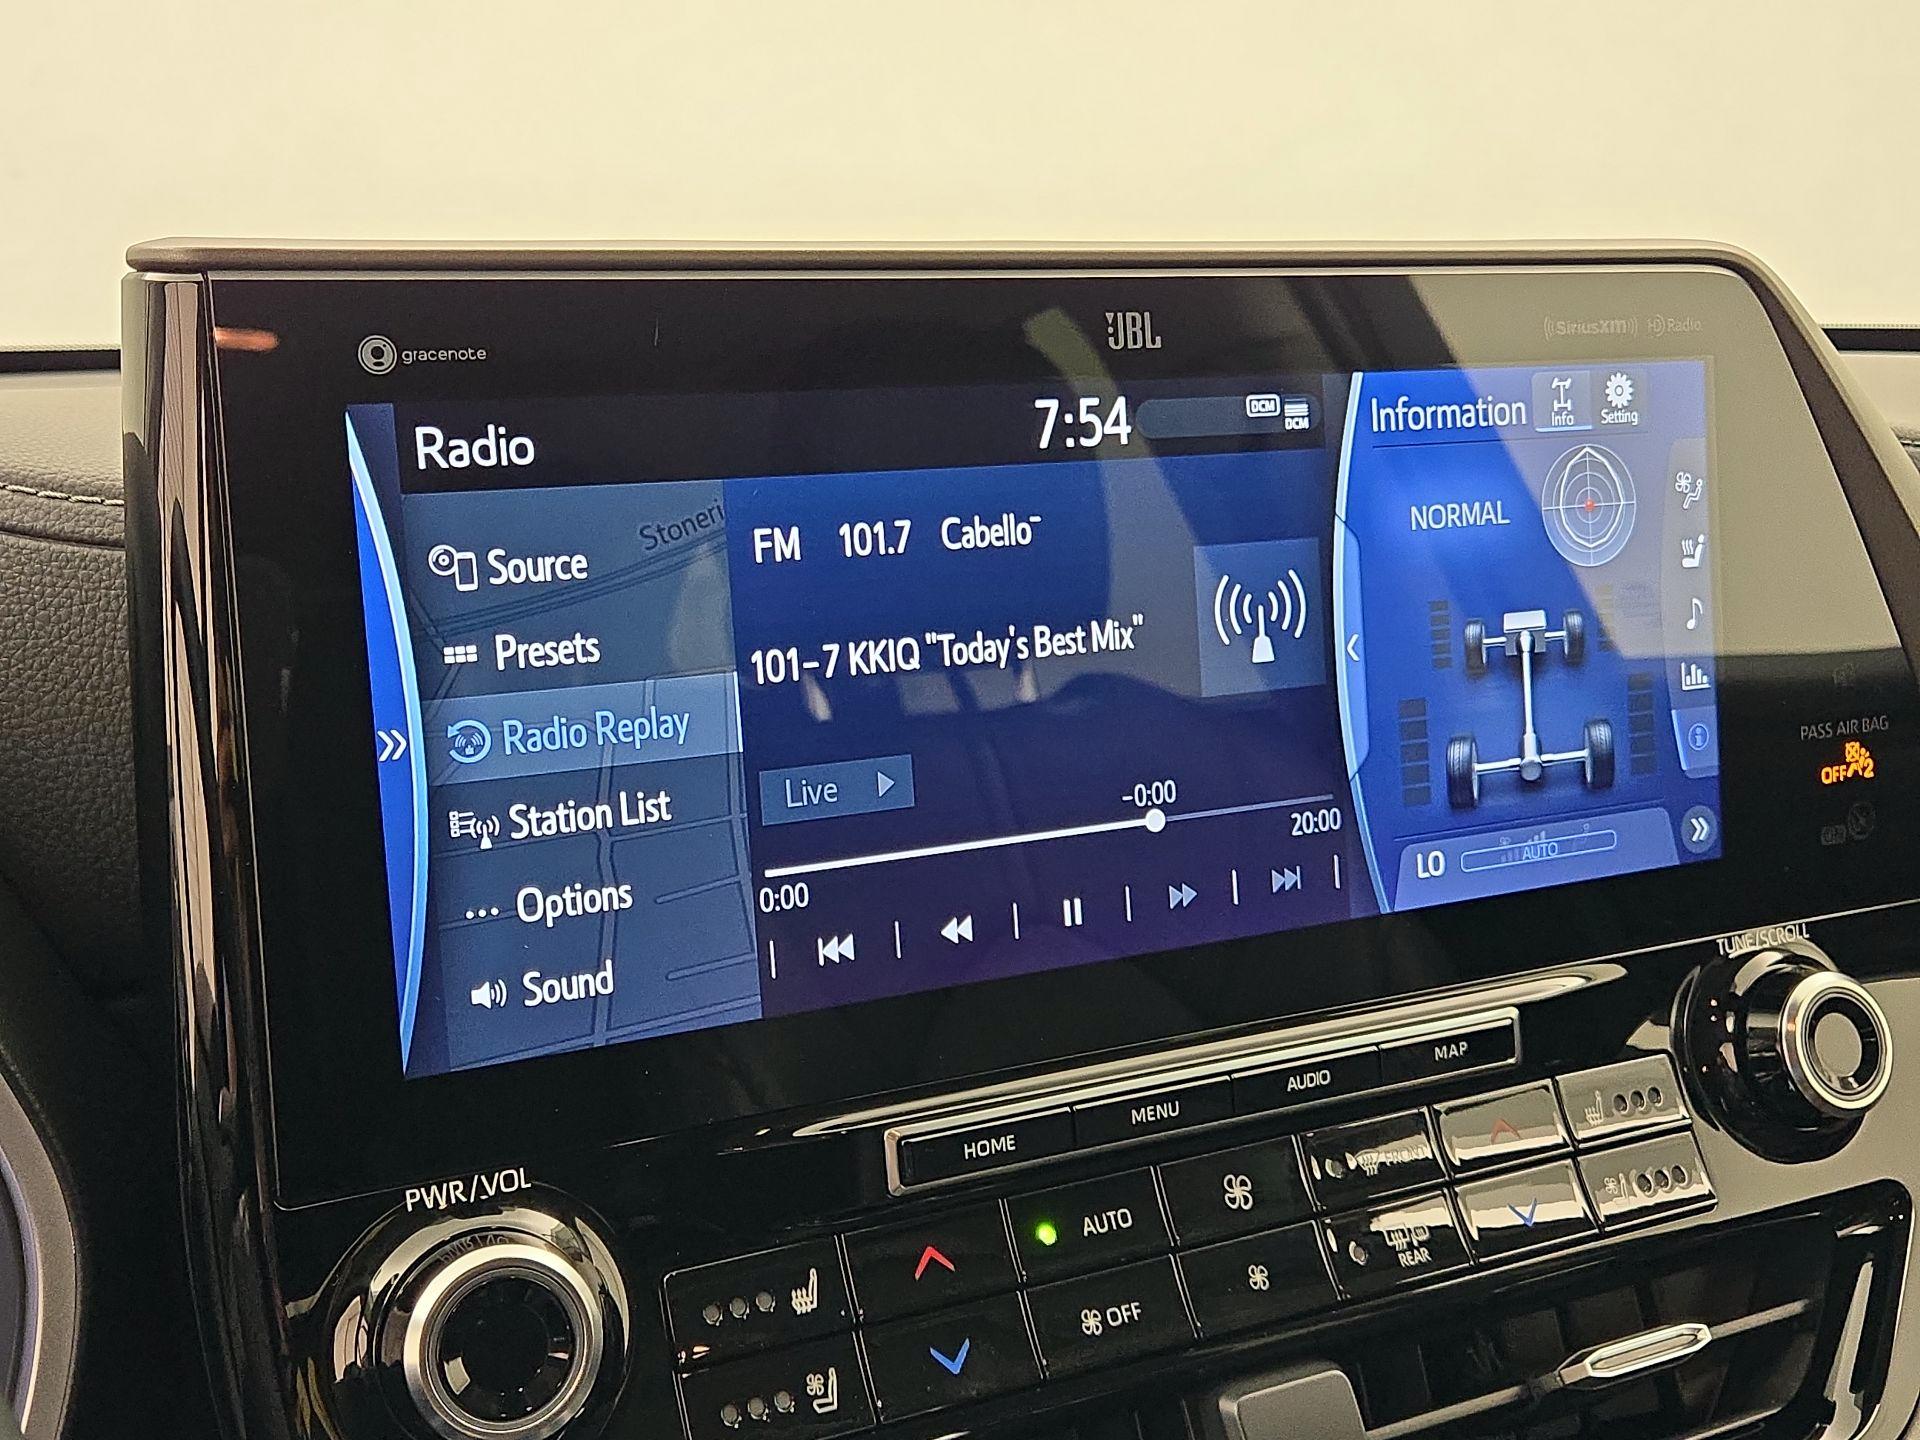 gracenote
JBL
SiriusXM HD Radio
Radio
7:54
DCM
DCM
Information
Info
Setting
Stoneri
Source
Presets
Radio Replay
Station List
Options
Sound
FM 101.7 Cabello-
101-7 KKIQ "Today's Best Mix"
Live
-0:00
0:00
20:00
NORMAL
LO
AUTO
PASS AIR BAG
OFF 2
TUNE/SCROLL
HOME
MENU
AUDIO
MAP
PWR/VOL
AUTO
OFF
FRONT
REAR